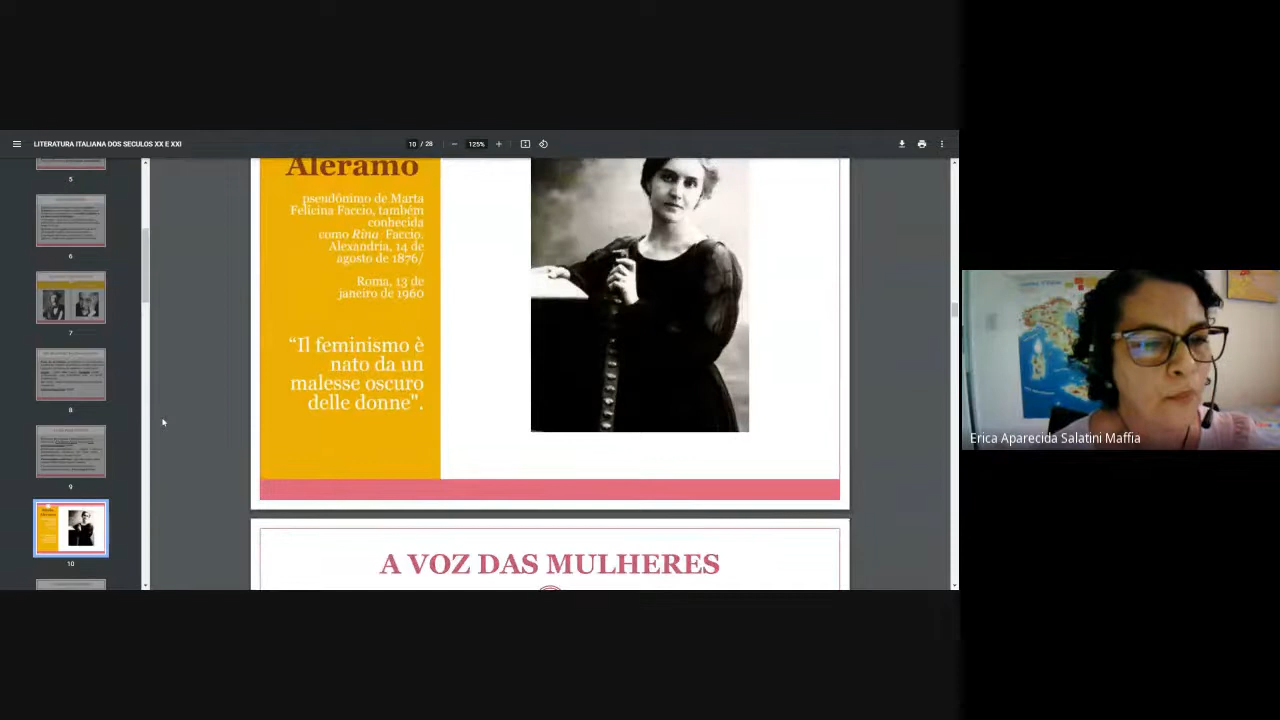 LITERATURA ITALIANA DOS SECULOS XX E XXI
10 / 28
125%
5
6
7
8
9
10
Aleramo
pseudônimo de Marta
Felicina Faccio, também
conhecida
como Rina Faccio.
Alexandria, 14 de
agosto de 1876/
Roma, 13 de
janeiro de 1960
“Il feminismo è
nato da un
malesse oscuro
delle donne".
A VOZ DAS MULHERES
Erica Aparecida Salatini Maffia